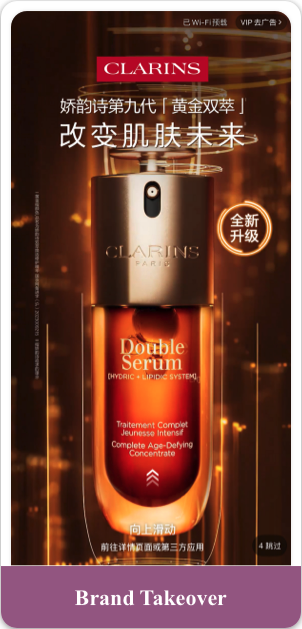 已 Wi-Fi 预载 VIP 去广告 >
CLARINS
娇韵诗第九代「黄金双萃」
改变肌肤未来
全新
升级
CLARINS
PARIS
Double
Serum
[HYDRIC + LIPIDIC SYSTEM]
Traitement Complet
Jeunesse Intensif
Complete Age-Defying
Concentrate
向上滑动
前往详情页面或第三方应用
4 跳过
Brand Takeover